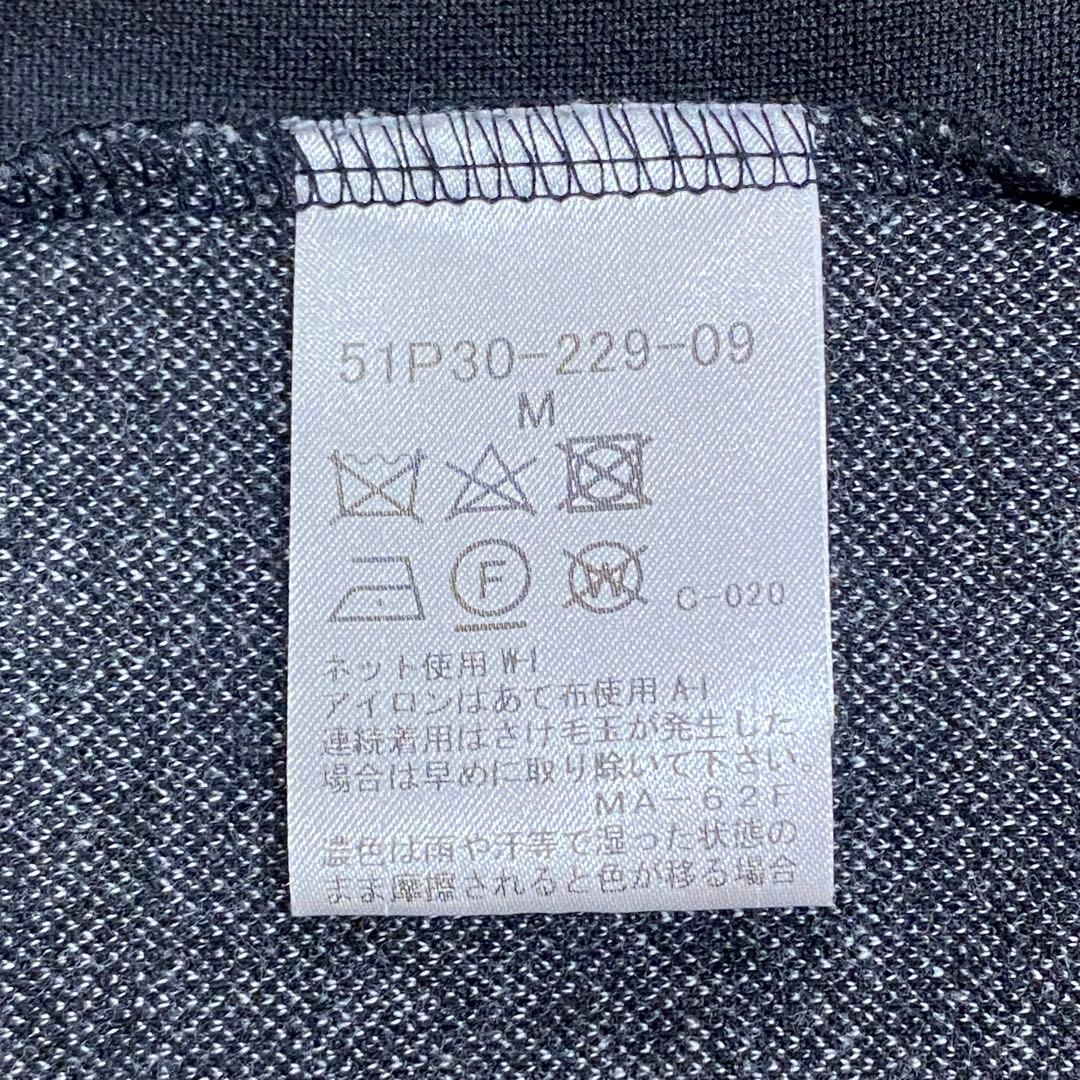 51P30-229-09
M
F
W
C-020
ネット使用 W-1
アイロンはあて布使用 A-1
連続着用はさけ毛玉が発生した
場合は早めに取り除いて下さい。
MA-62F
濃色は雨や汗等で湿った状態の
まま摩擦されると色が移る場合